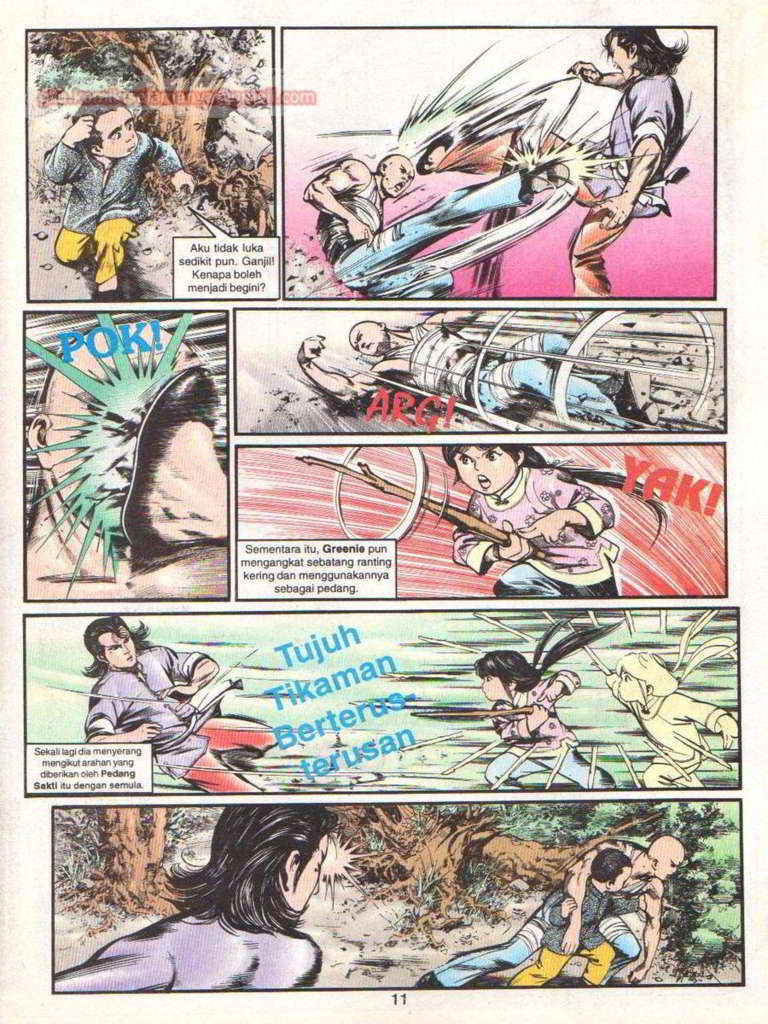 Aku tidak luka
sedikit pun. Ganjil!
Kenapa boleh
menjadi begini?
POK!
ARG!
YAK!
Sementara itu, Greenie pun
mengangkat sebatang ranting
kering dan menggunakannya
sebagai pedang.
Tujuh
Tikaman
Berterus-
terusan
Sekali lagi dia menyerang
mengikut arahan yang
diberikan oleh Pedang
Sakti itu dengan semula.
11